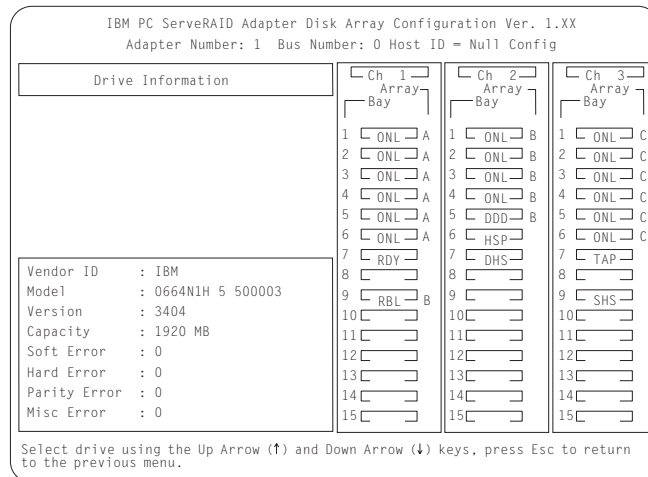 IBM PC ServeRAID Adapter Disk Array Configuration Ver. 1.XX
Adapter Number: 1 Bus Number: 0 Host ID = Null Config
Drive Information
Vendor ID : IBM
Model : 0664N1H 5 500003
Version : 3404
Capacity : 1920 MB
Soft Error : 0
Hard Error : 0
Parity Error : 0
Misc Error : 0
Ch 1
Array
Bay
1 ONL A
2 ONL A
3 ONL A
4 ONL A
5 ONL A
6 ONL A
7 RDY
8
9 RBL B
10
11
12
13
14
15
Ch 2
Array
Bay
1 ONL B
2 ONL B
3 ONL B
4 ONL B
5 DDD B
6 HSP
7 DHS
8
9
10
11
12
13
14
15
Ch 3
Array
Bay
1 ONL C
2 ONL C
3 ONL C
4 ONL C
5 ONL C
6 ONL C
7 TAP
8
9 SHS
10
11
12
13
14
15
Select drive using the Up Arrow (↑) and Down Arrow (↓) keys, press Esc to return
to the previous menu.